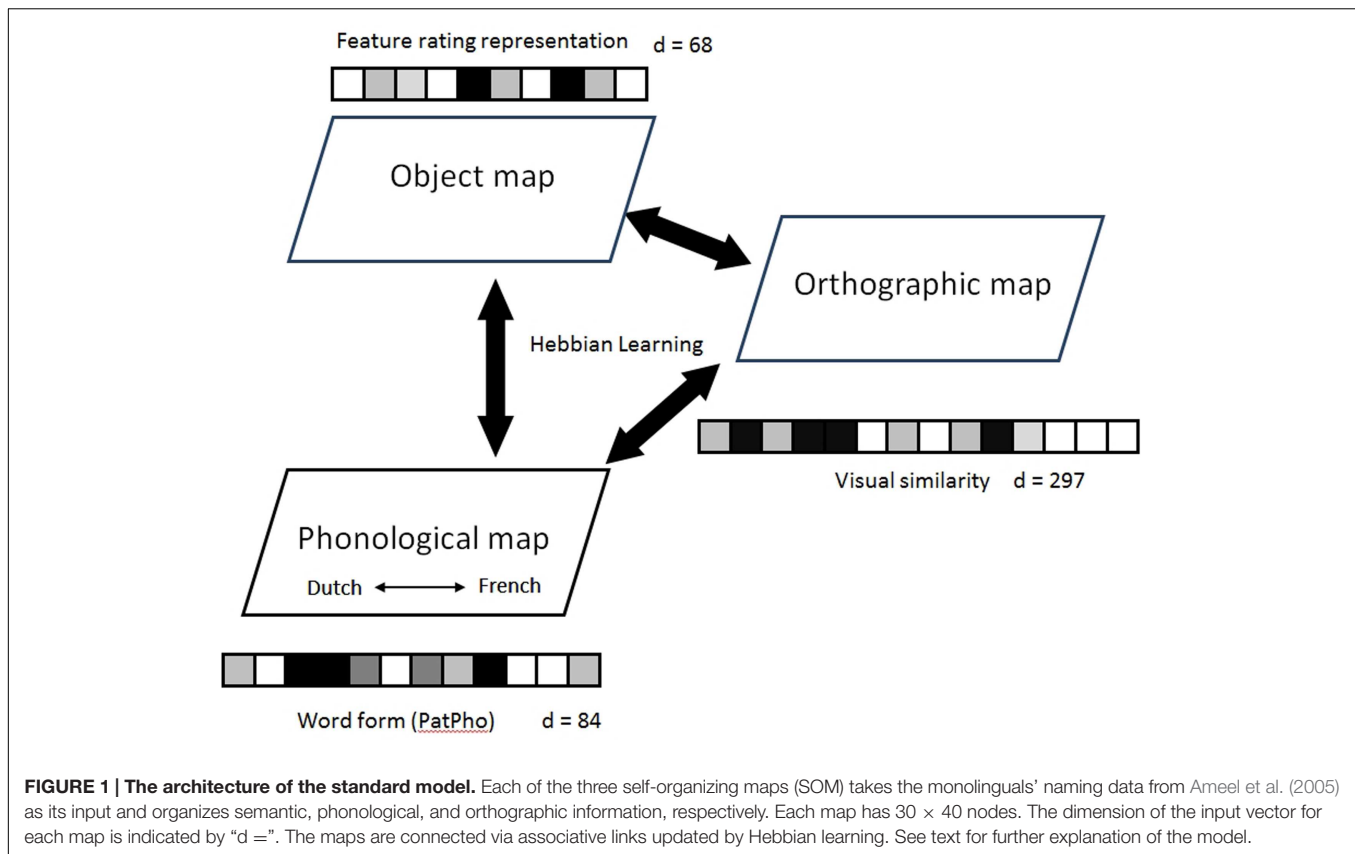 Feature rating representation d = 68
Object map
Orthographic map
Hebbian Learning
Visual similarity d = 297
Phonological map
Dutch French
Word form (PatPho) d = 84
FIGURE 1 | The architecture of the standard model. Each of the three self-organizing maps (SOM) takes the monolinguals’ naming data from Ameel et al. (2005)
as its input and organizes semantic, phonological, and orthographic information, respectively. Each map has 30 × 40 nodes. The dimension of the input vector for
each map is indicated by “d =”. The maps are connected via associative links updated by Hebbian learning. See text for further explanation of the model.